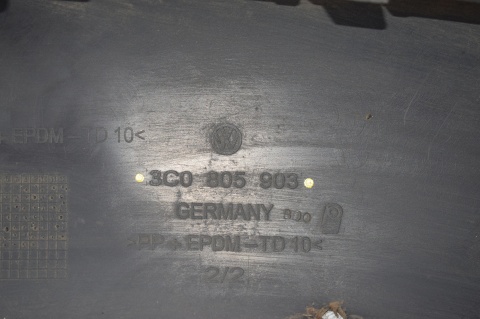 EPDM-TD 10<
3C0 805 903
GERMANY
>PP+EPDM-TD 10<
2/2